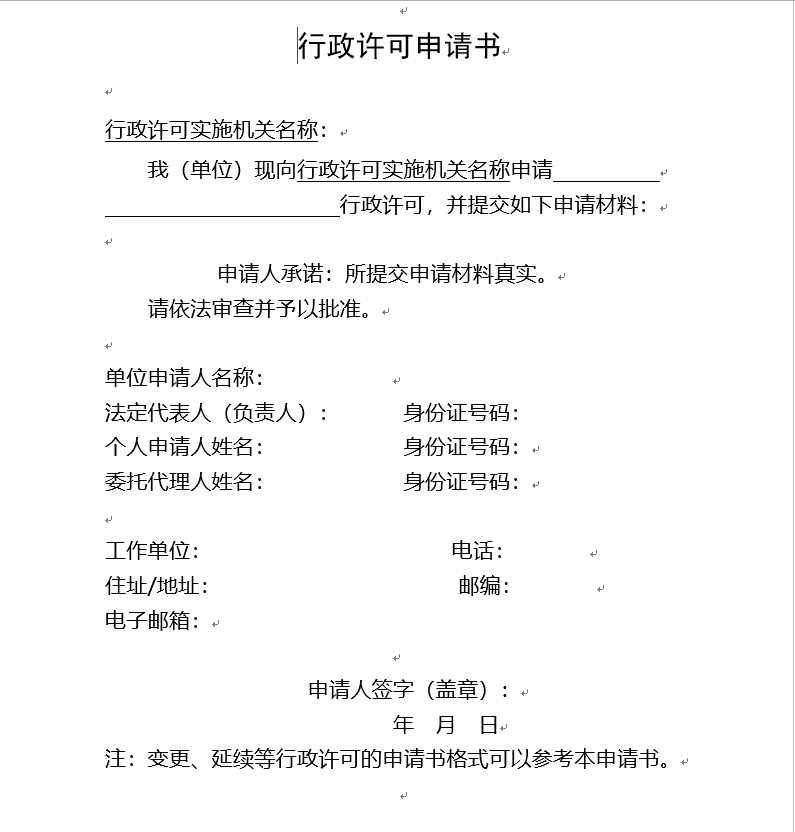 行政许可申请书
行政许可实施机关名称：
我（单位）现向行政许可实施机关名称申请__________
______________________行政许可，并提交如下申请材料：
申请人承诺：所提交申请材料真实。
请依法审查并予以批准。
单位申请人名称：
法定代表人（负责人）： 身份证号码：
个人申请人姓名： 身份证号码：
委托代理人姓名： 身份证号码：
工作单位： 电话：
住址/地址： 邮编：
电子邮箱：
申请人签字（盖章）：
年 月 日
注：变更、延续等行政许可的申请书格式可以参考本申请书。